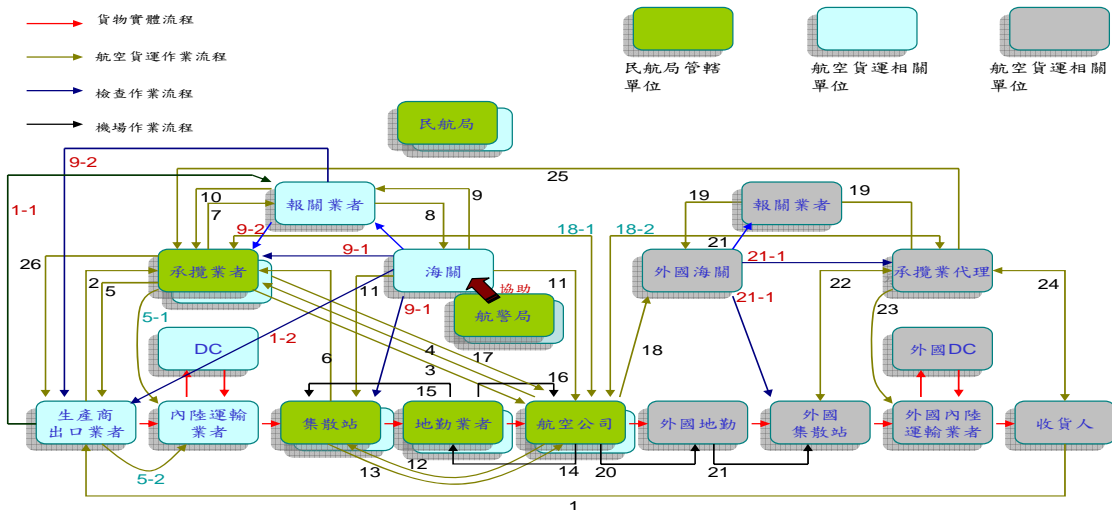 貨物實體流程
航空貨運作業流程
檢查作業流程
機場作業流程
民航局管轄
單位
航空貨運相關
單位
航空貨運相關
單位
民航局
9-2
25
1-1
10
7
報關業者
8
9
19
報關業者
19
9-2
18-1
18-2
21
26
2
5
承攬業者
9-1
海關
11
11
協助
外國海關
21-1
承攬業代理
5-1
9-1
航警局
21-1
22
23
24
1-2
DC
6
4
3
17
18
外國DC
15
16
生產商
出口業者
內陸運輸
業者
集散站
地勤業者
航空公司
外國地勤
外國
集散站
外國內陸
運輸業者
收貨人
5-2
13
12
14
20
21
1